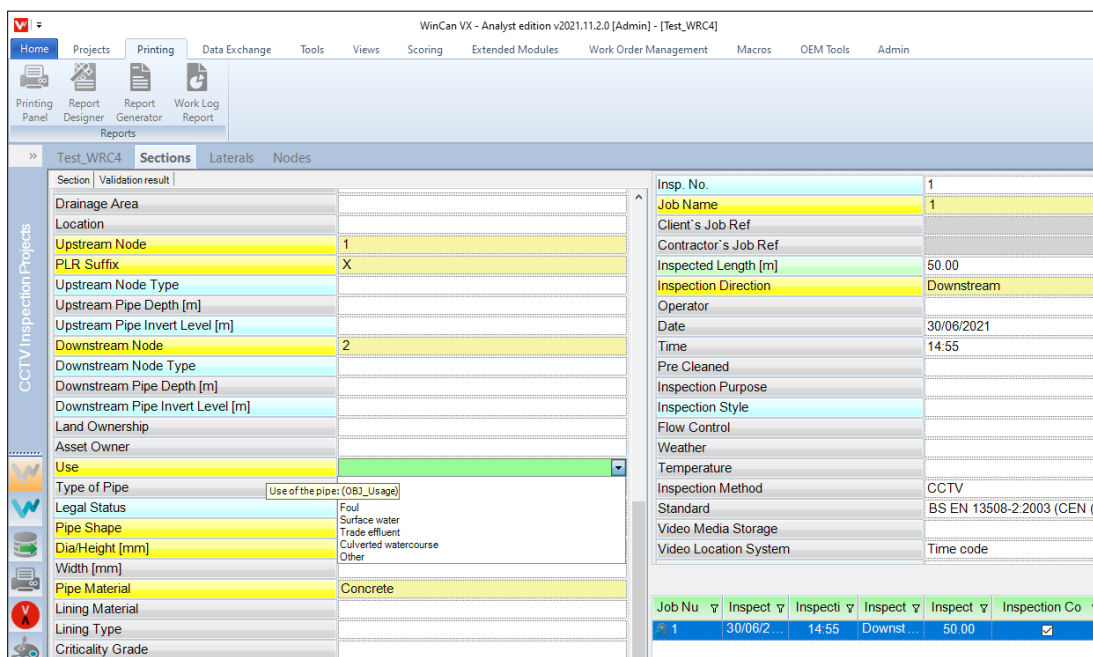 WinCan VX - Analyst edition v2021.11.2.0 [Admin] - [Test_WRC4]
Home Projects Printing Data Exchange Tools Views Scoring Extended Modules Work Order Management Macros OEM Tools Admin
Printing Panel
Report Designer
Report Generator
Work Log Report
Reports
» Test_WRC4 Sections Laterals Nodes
CCTV Inspection Projects
Section Validation result
Drainage Area
Location
Upstream Node 1
PLR Suffix X
Upstream Node Type
Upstream Pipe Depth [m]
Upstream Pipe Invert Level [m]
Downstream Node 2
Downstream Node Type
Downstream Pipe Depth [m]
Downstream Pipe Invert Level [m]
Land Ownership
Asset Owner
Use
Type of Pipe
Use of the pipe: (OBJ_Usage)
Legal Status
Foul
Surface water
Trade effluent
Culverted watercourse
Other
Pipe Shape
Dia/Height [mm]
Width [mm]
Pipe Material Concrete
Lining Material
Lining Type
Criticality Grade
Insp. No. 1
Job Name 1
Client`s Job Ref
Contractor`s Job Ref
Inspected Length [m] 50.00
Inspection Direction Downstream
Operator
Date 30/06/2021
Time 14:55
Pre Cleaned
Inspection Purpose
Inspection Style
Flow Control
Weather
Temperature
Inspection Method CCTV
Standard BS EN 13508-2:2003 (CEN (
Video Media Storage
Video Location System Time code
Job Nu Inspect Inspecti Inspect Inspect Inspection Co
1 30/06/2... 14:55 Downst... 50.00